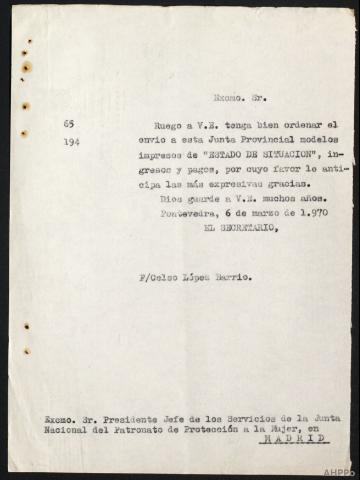 Excmo. Sr.
65
194
Ruego a V.E. tenga bien ordenar el
envio a esta Junta Provincial modelos
impresos de "ESTADO DE SITUACION", in-
gresos y pagos, por cuyo favor le anti-
cipa las más expresivas gracias.
Dios guarde a V.E. muchos años.
Pontevedra, 6 de marzo de 1.970
EL SECRETARIO,
F/Celso López Barrio.
Excmo. Sr. Presidente Jefe de los Servicios de la Junta
Nacional del Patronato de Protección a la Mujer, en
MADRID
AHPPo